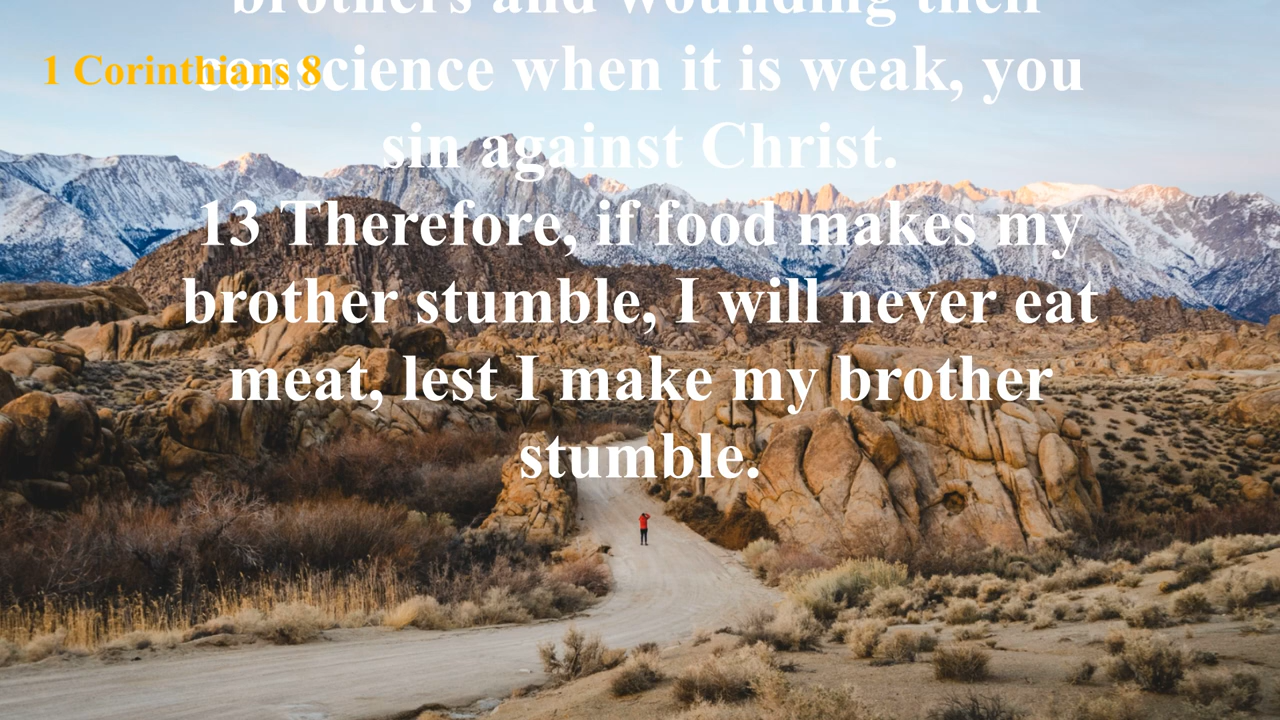 brothers and wounding their
1 Corinthians 8
conscience when it is weak, you
sin against Christ.
13 Therefore, if food makes my
brother stumble, I will never eat
meat, lest I make my brother
stumble.